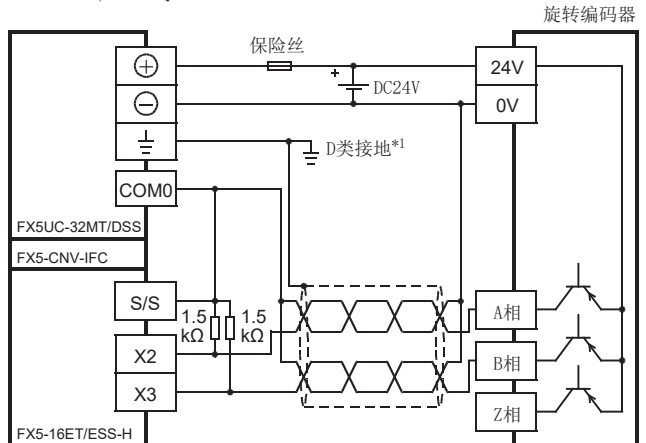 旋转编码器
⊕
保险丝
24V
+
DC24V
⊖
0V
D类接地*1
COM0
FX5UC-32MT/DSS
FX5-CNV-IFC
S/S
1.5
kΩ
1.5
kΩ
A相
X2
B相
X3
Z相
FX5-16ET/ESS-H